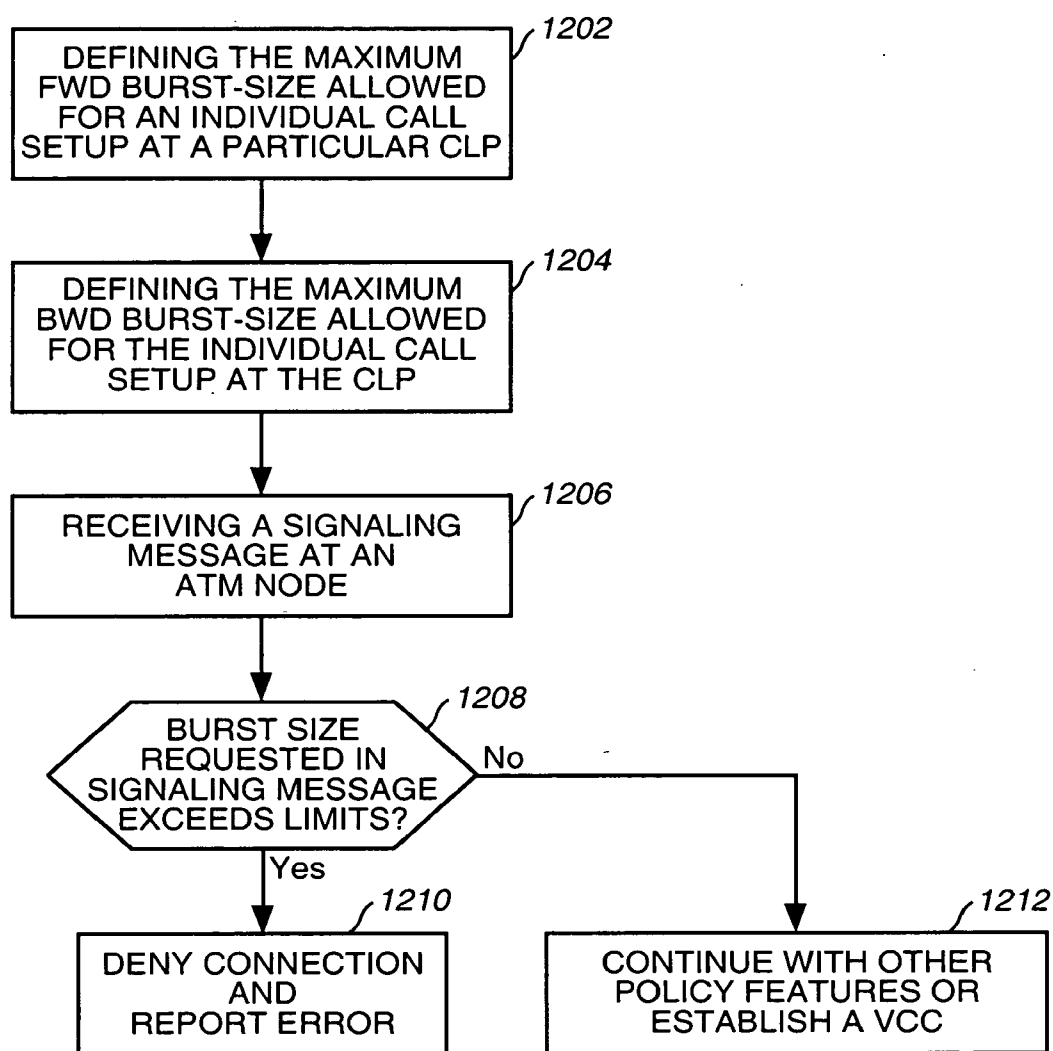 1202
DEFINING THE MAXIMUM
FWD BURST-SIZE ALLOWED
FOR AN INDIVIDUAL CALL
SETUP AT A PARTICULAR CLP
1204
DEFINING THE MAXIMUM
BWD BURST-SIZE ALLOWED
FOR THE INDIVIDUAL CALL
SETUP AT THE CLP
1206
RECEIVING A SIGNALING
MESSAGE AT AN
ATM NODE
1208
BURST SIZE
REQUESTED IN
SIGNALING MESSAGE
EXCEEDS LIMITS?
No
Yes
1210
DENY CONNECTION
AND
REPORT ERROR
1212
CONTINUE WITH OTHER
POLICY FEATURES OR
ESTABLISH A VCC